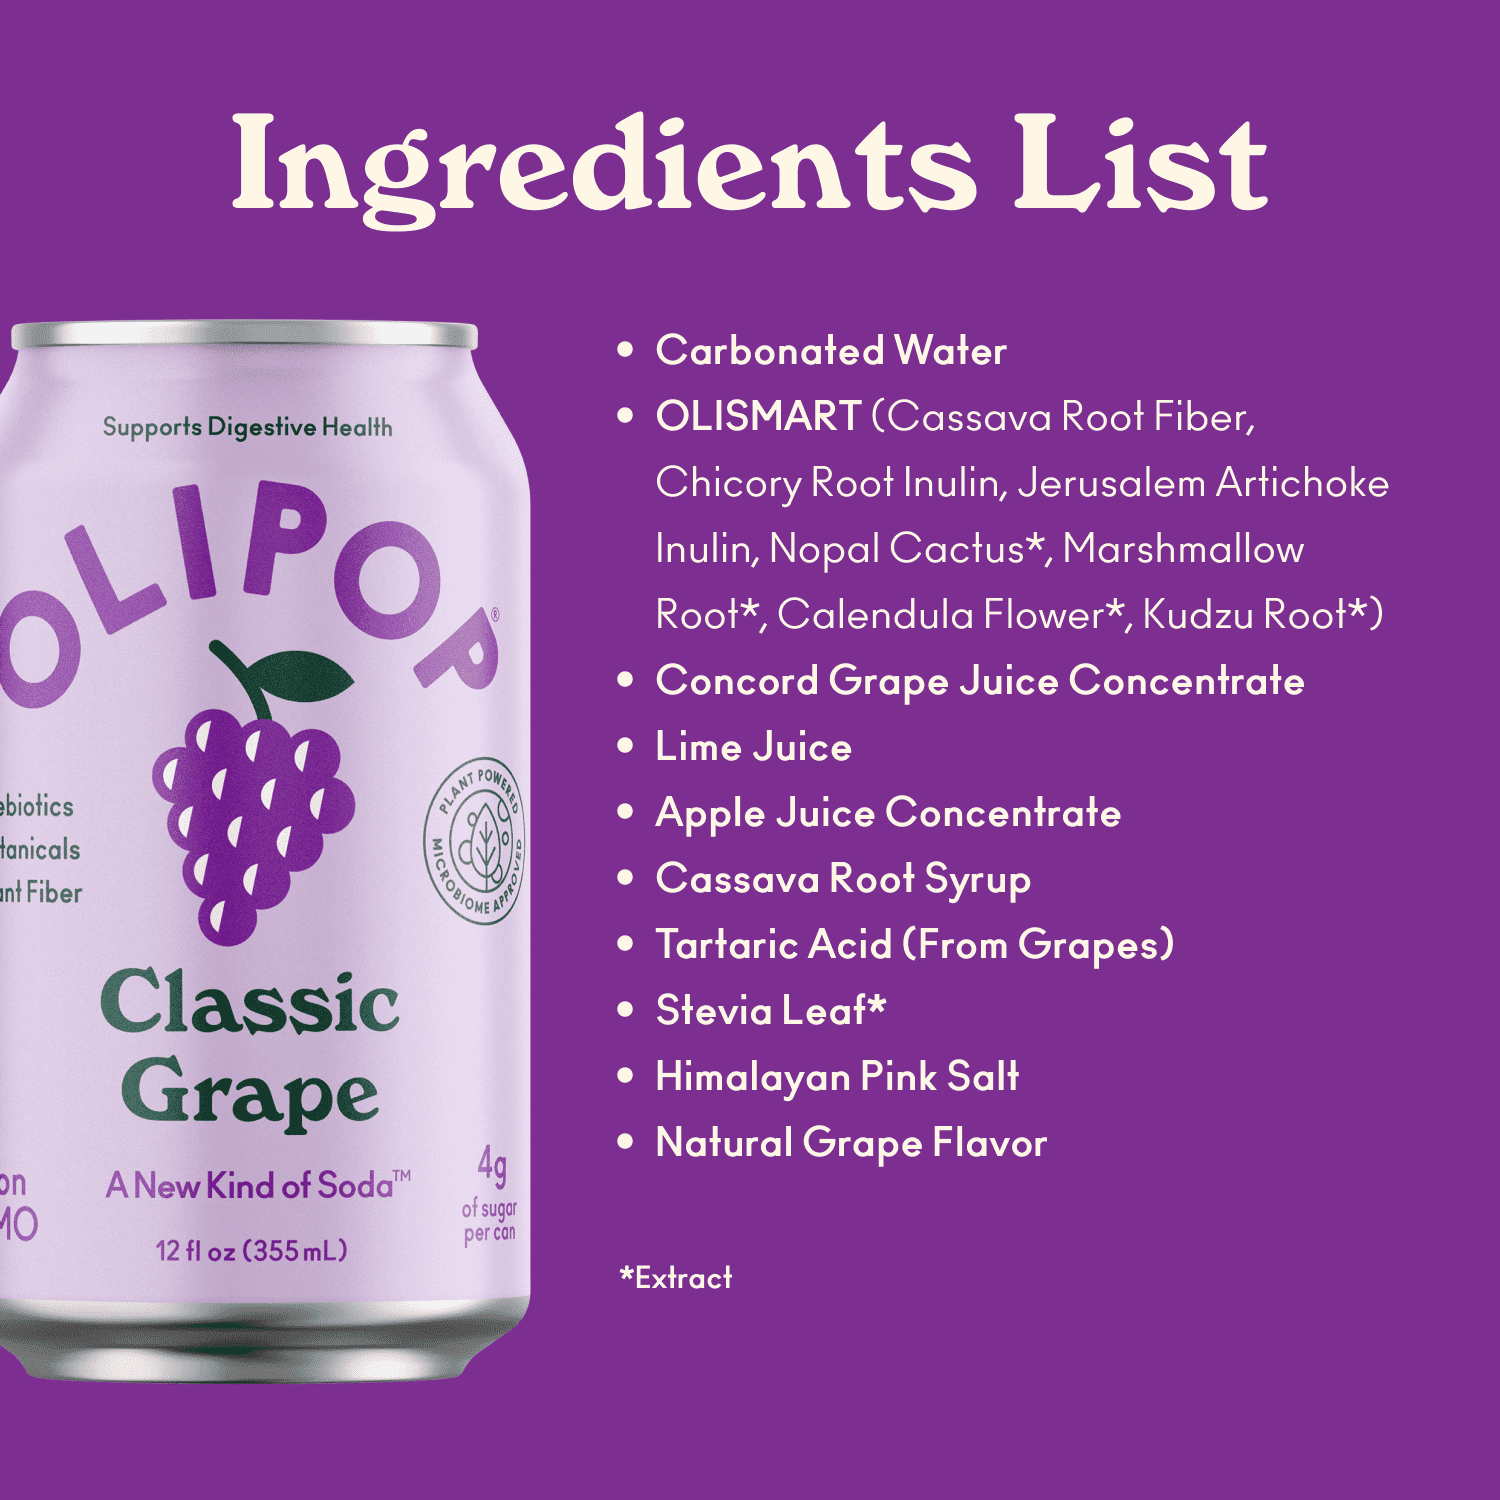 Ingredients List
Supports Digestive Health
OLIPOP®
PLANT POWERED
MICROBIOME APPROVED
ebiotics
tanicals
ant Fiber
Classic
Grape
on
MO
A New Kind of Soda™
4g
of sugar
per can
12 fl oz (355 mL)
• Carbonated Water
• OLISMART (Cassava Root Fiber,
Chicory Root Inulin, Jerusalem Artichoke
Inulin, Nopal Cactus*, Marshmallow
Root*, Calendula Flower*, Kudzu Root*)
• Concord Grape Juice Concentrate
• Lime Juice
• Apple Juice Concentrate
• Cassava Root Syrup
• Tartaric Acid (From Grapes)
• Stevia Leaf*
• Himalayan Pink Salt
• Natural Grape Flavor
*Extract